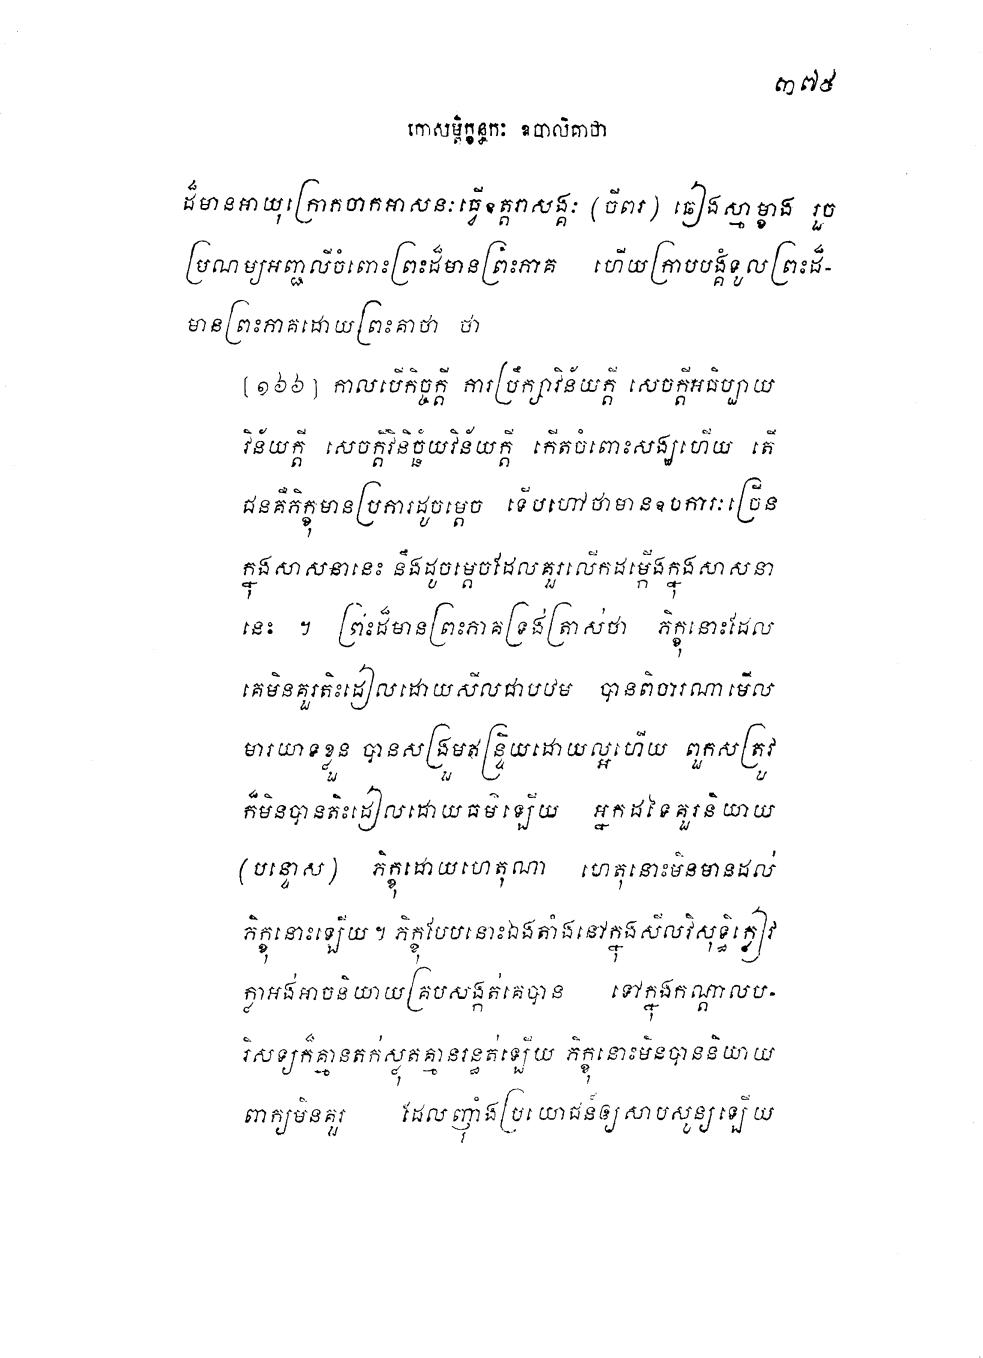 ៣៧៥
កោសម្ពិក្ខន្ធកៈ ឧបាលិគាថា
ដ៏មានអាយុក្រោកចាកអាសនៈធ្វើឧត្តរាសង្គៈ (ចីពរ) ធៀងស្មាម្ខាង រួច
ប្រណម្យអញ្ជលីចំពោះព្រះដ៏មានព្រះភាគ ហើយក្រាបបង្គំទូលព្រះដ៏-
មានព្រះភាគដោយព្រះគាថា ថា
[១៦៦] កាលបើកិច្ចក្តី ការប្រឹក្សាវិន័យក្តី សេចក្តីអធិប្បាយ
វិន័យក្តី សេចក្តីវិនិច្ឆ័យវិន័យក្តី កើតចំពោះសង្ឃហើយ តើ
ជនគឺភិក្ខុមានប្រការដូចម្តេច ទើបហៅថាមានឧបការៈច្រើន
ក្នុងសាសនានេះ នឹងដូចម្តេចដែលគួរលើកដម្កើងក្នុងសាសនា
នេះ ។ ព្រះដ៏មានព្រះភាគទ្រង់ត្រាស់ថា ភិក្ខុនោះដែល
គេមិនគួរតិះដៀលដោយសីលជាបឋម បានពិចារណាមើល
មារយាទខ្លួន បានសង្រួមឥន្ទ្រិយដោយល្អហើយ ពួកសត្រូវ
ក៏មិនបានតិះដៀលដោយធម៌ឡើយ អ្នកដទៃគួរនិយាយ
(បន្ទោស) ភិក្ខុដោយហេតុណា ហេតុនោះមិនមានដល់
ភិក្ខុនោះឡើយ។ ភិក្ខុបែបនោះឯងតាំងនៅក្នុងសីលវិសុទ្ធិក្លៀវ
ក្លាអង់អាចនិយាយគ្របសង្កត់គេបាន ទៅក្នុងកណ្តាលប-
រិសទ្យក៏គ្មានតក់ស្លុតគ្មានរន្ធត់ឡើយ ភិក្ខុនោះមិនបាននិយាយ
ពាក្យមិនគួរ ដែលញ៉ាំងប្រយោជន៍ឲ្យសាបសូន្យឡើយ